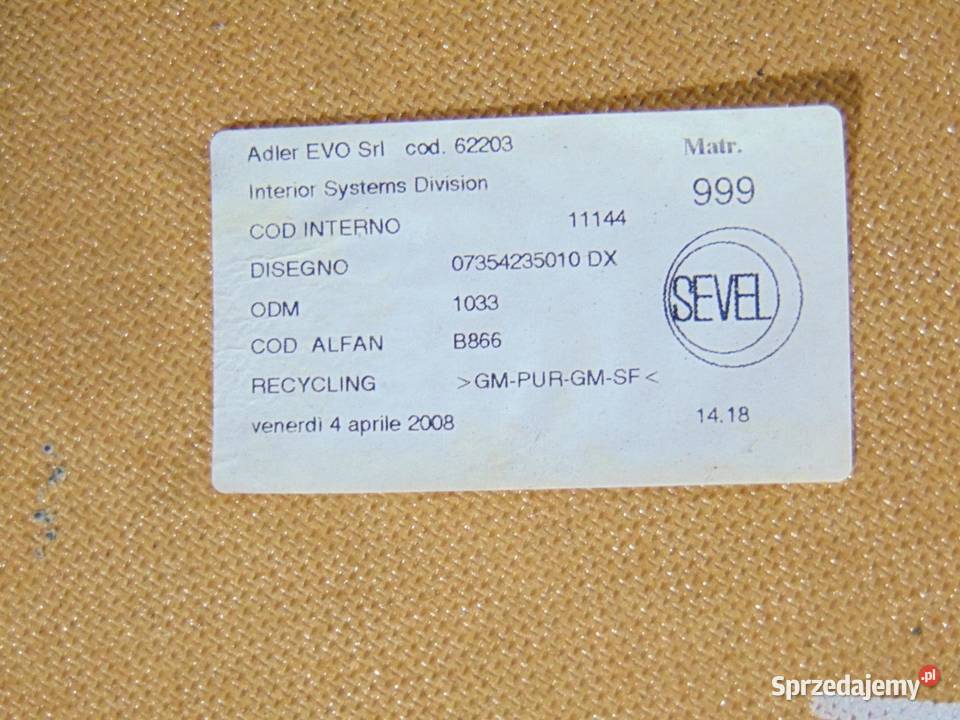 Adler EVO Srl cod. 62203 Matr.
Interior Systems Division 999
COD INTERNO 11144
DISEGNO 07354235010 DX
ODM 1033 SEVEL
COD ALFAN B866
RECYCLING >GM-PUR-GM-SF<
venerdì 4 aprile 2008 14.18
Sprzedajemy.pl